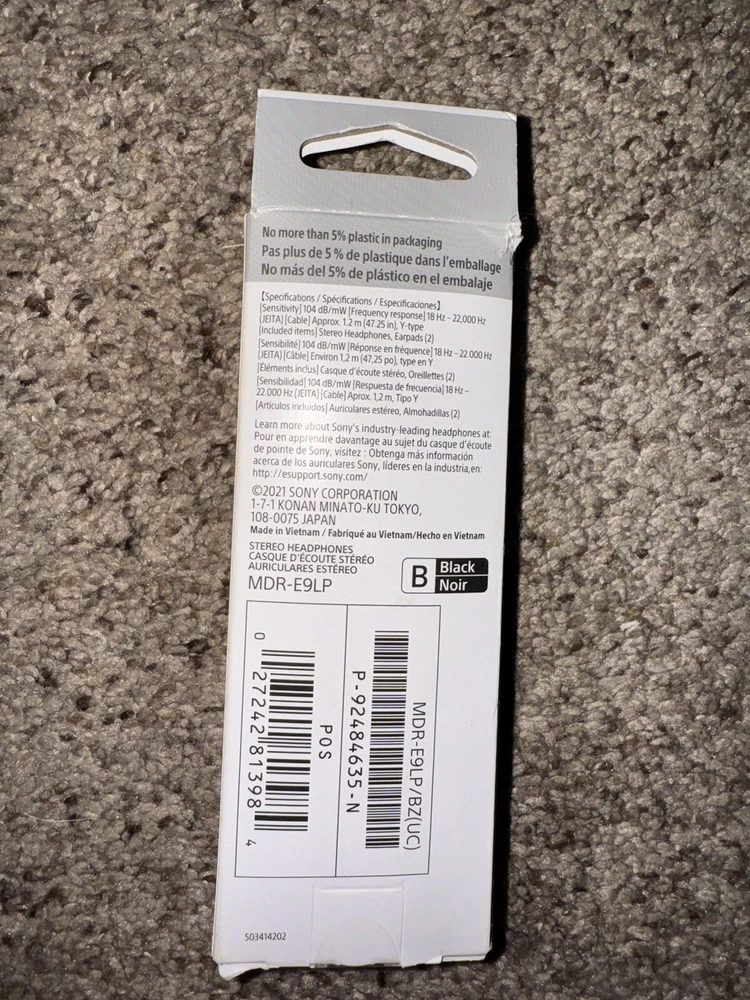 No more than 5% plastic in packaging
Pas plus de 5 % de plastique dans l'emballage
No más del 5% de plástico en el embalaje
【Specifications / Spécifications / Especificaciones】
[Sensitivity] 104 dB/mW [Frequency response] 18 Hz – 22,000 Hz
(JEITA) [Cable] Approx. 1.2 m (47.25 in), Y-type
[Included items] Stereo Headphones, Earpads (2)
[Sensibilité] 104 dB/mW [Réponse en fréquence] 18 Hz – 22.000 Hz
(JEITA) [Câble] Environ 1,2 m (47,25 po), type en Y
[Éléments inclus] Casque d'écoute stéréo, Oreillettes (2)
[Sensibilidad] 104 dB/mW [Respuesta de frecuencia] 18 Hz –
22.000 Hz (JEITA) [Cable] Aprox. 1,2 m, Tipo Y
[Artículos incluidos] Auriculares estéreo, Almohadillas (2)
Learn more about Sony's industry-leading headphones at:
Pour en apprendre davantage au sujet du casque d'écoute
de pointe de Sony, visitez : Obtenga más información
acerca de los auriculares Sony, líderes en la industria,en:
http://esupport.sony.com/
©2021 SONY CORPORATION
1-7-1 KONAN MINATO-KU TOKYO,
108-0075 JAPAN
Made in Vietnam / Fabriqué au Vietnam/Hecho en Vietnam
STEREO HEADPHONES
CASQUE D'ÉCOUTE STÉRÉO
AURICULARES ESTÉREO
MDR-E9LP
B Black
Noir
MDR-E9LP/BZ(UC)
P-92484635-N
POS
0 27242 81398 4
503414202